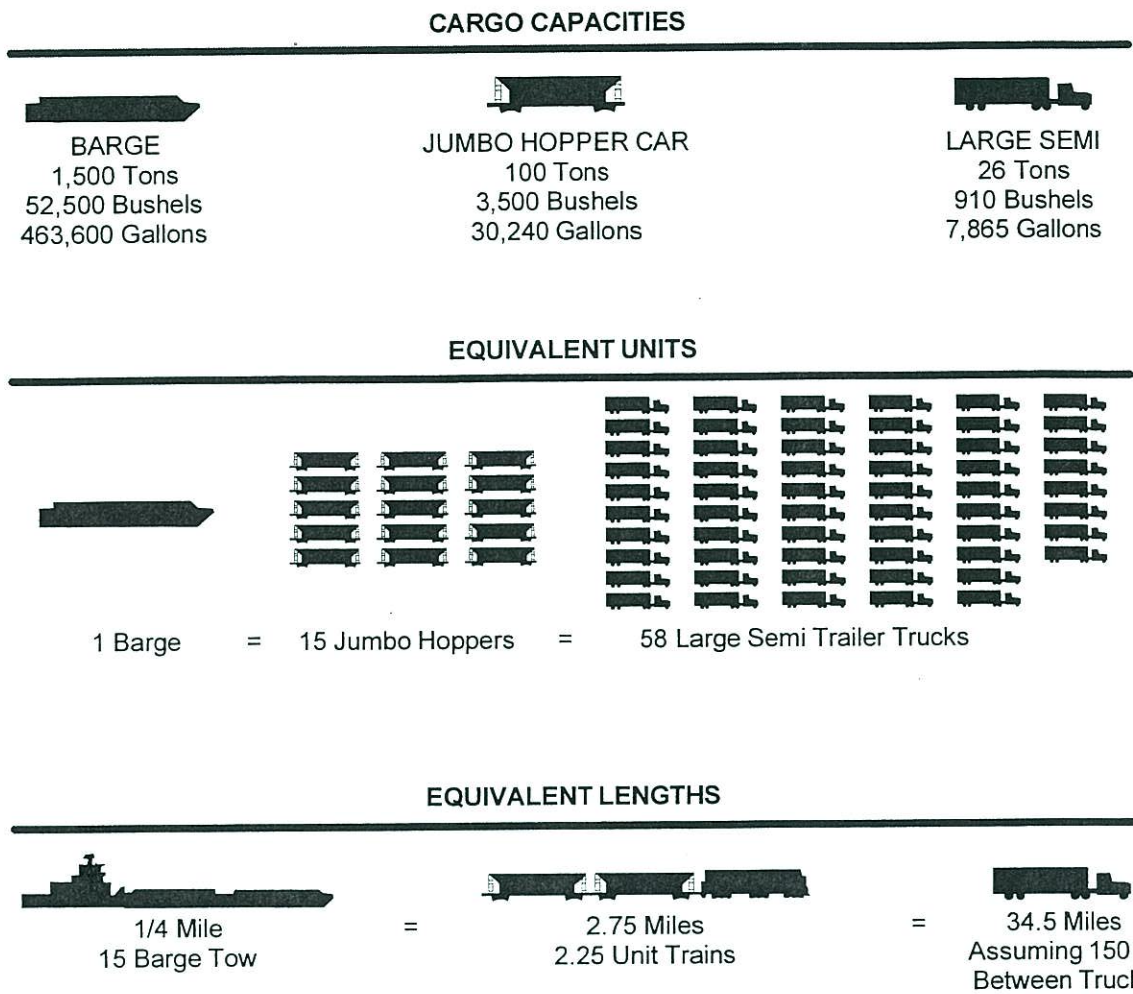 CARGO CAPACITIES
BARGE
1,500 Tons
52,500 Bushels
463,600 Gallons
JUMBO HOPPER CAR
100 Tons
3,500 Bushels
30,240 Gallons
LARGE SEMI
26 Tons
910 Bushels
7,865 Gallons
EQUIVALENT UNITS
1 Barge = 15 Jumbo Hoppers = 58 Large Semi Trailer Trucks
EQUIVALENT LENGTHS
1/4 Mile
15 Barge Tow
=
2.75 Miles
2.25 Unit Trains
=
34.5 Miles
Assuming 150
Between